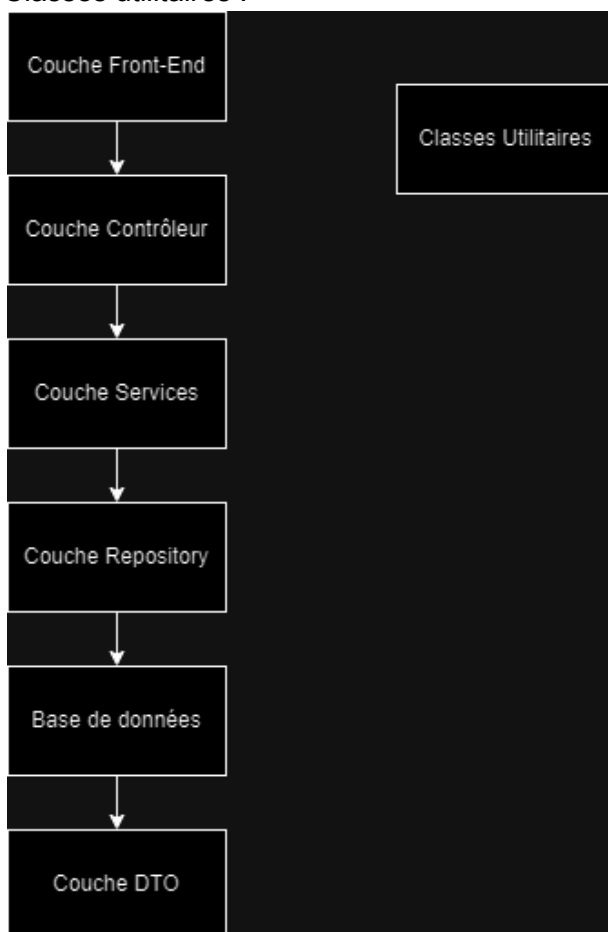 Classes utilitaires :
Couche Front-End
Classes Utilitaires
Couche Contrôleur
Couche Services
Couche Repository
Base de données
Couche DTO